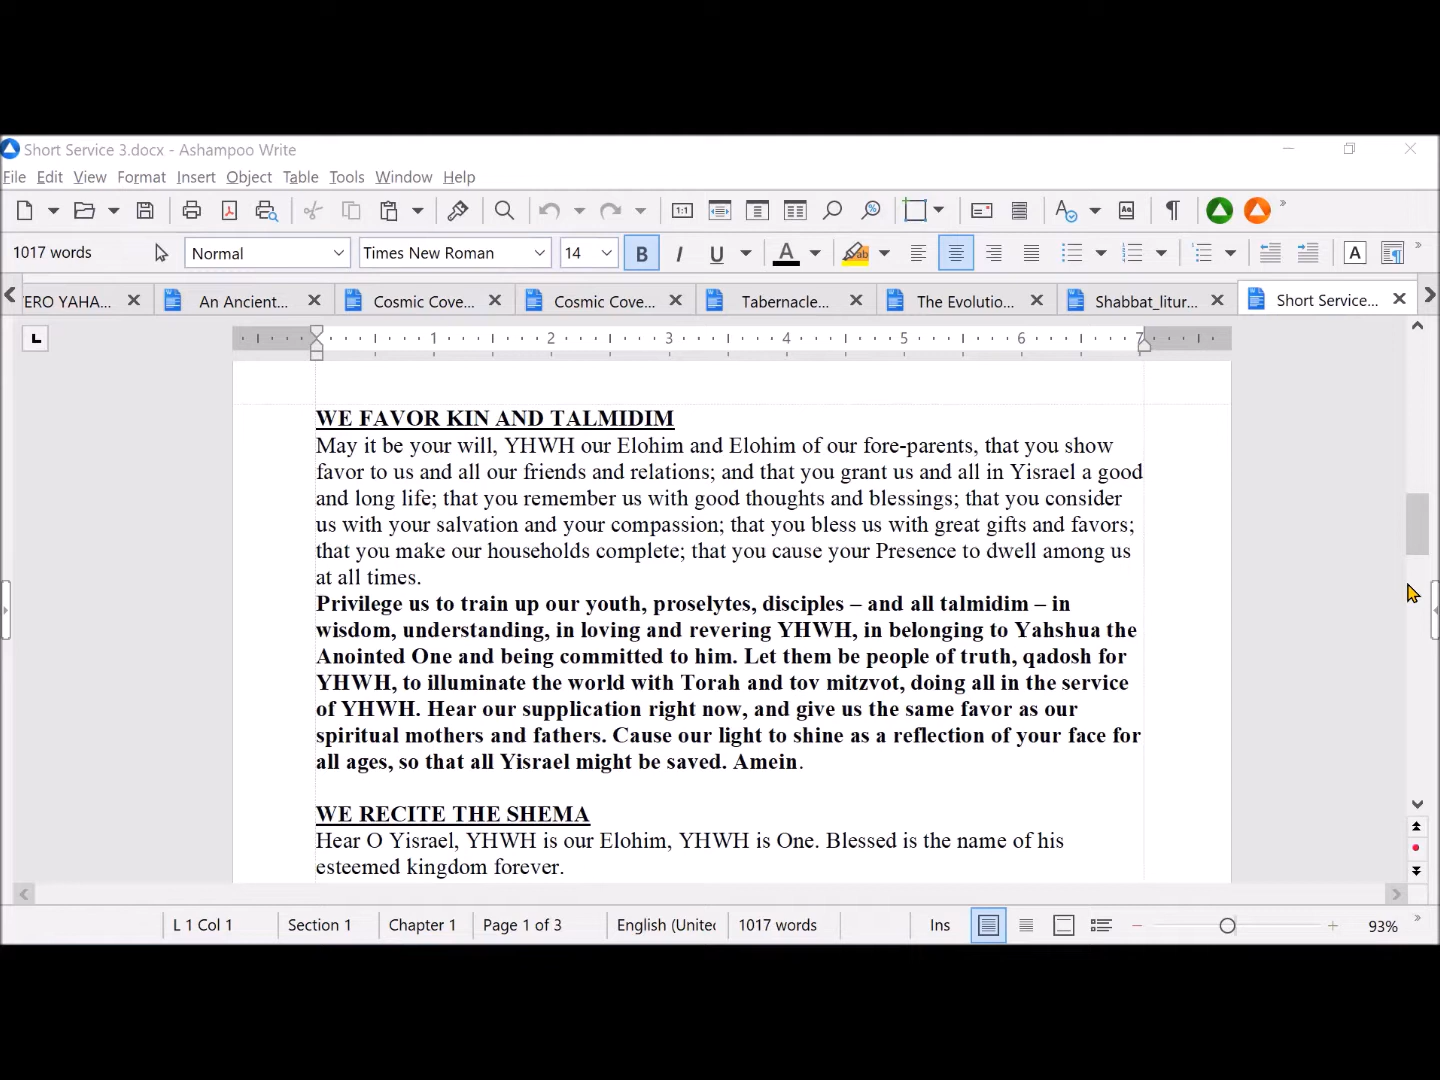 Short Service 3.docx - Ashampoo Write
File Edit View Format Insert Object Table Tools Window Help
1:1
1017 words Normal Times New Roman 14 B I U A ab A
ERO YAHA... An Ancient... Cosmic Cove... Cosmic Cove... Tabernacle... The Evolutio... Shabbat_litur... Short Service...
1 2 3 4 5 6 7
WE FAVOR KIN AND TALMIDIM
May it be your will, YHWH our Elohim and Elohim of our fore-parents, that you show
favor to us and all our friends and relations; and that you grant us and all in Yisrael a good
and long life; that you remember us with good thoughts and blessings; that you consider
us with your salvation and your compassion; that you bless us with great gifts and favors;
that you make our households complete; that you cause your Presence to dwell among us
at all times.
Privilege us to train up our youth, proselytes, disciples – and all talmidim – in
wisdom, understanding, in loving and revering YHWH, in belonging to Yahshua the
Anointed One and being committed to him. Let them be people of truth, qadosh for
YHWH, to illuminate the world with Torah and tov mitzvot, doing all in the service
of YHWH. Hear our supplication right now, and give us the same favor as our
spiritual mothers and fathers. Cause our light to shine as a reflection of your face for
all ages, so that all Yisrael might be saved. Amein.
WE RECITE THE SHEMA
Hear O Yisrael, YHWH is our Elohim, YHWH is One. Blessed is the name of his
esteemed kingdom forever.
L 1 Col 1 Section 1 Chapter 1 Page 1 of 3 English (Unite 1017 words Ins 93%